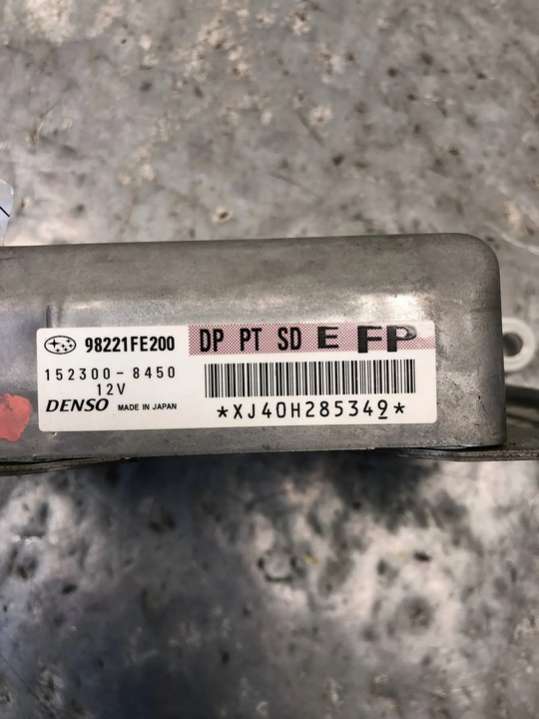 98221FE200 DP PT SD E FP
152300-8450
12V
DENSO MADE IN JAPAN
*XJ40H285349*